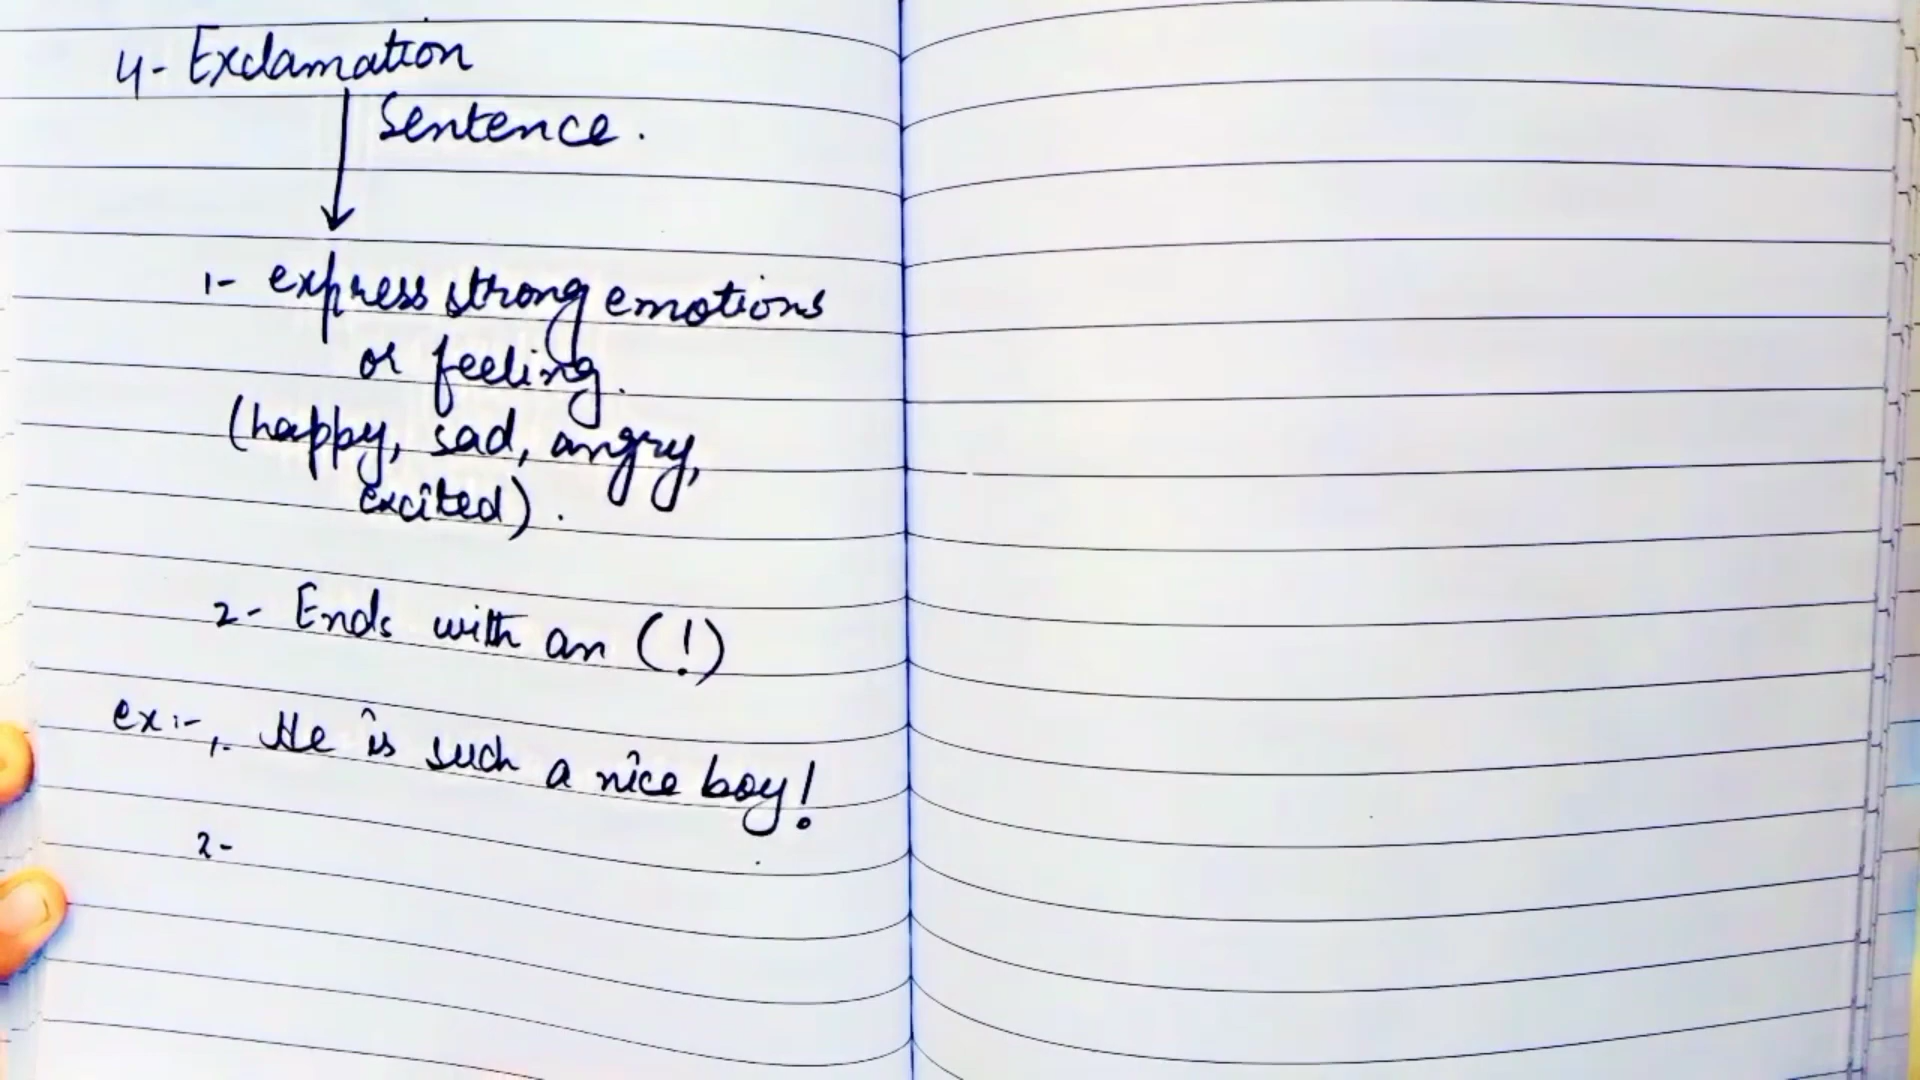 4- Exclamation
Sentence.
1- express strong emotions
or feeling.
(happy, sad, angry,
excited).
2- Ends with an (!)
ex:- 1. He is such a nice boy!
2-